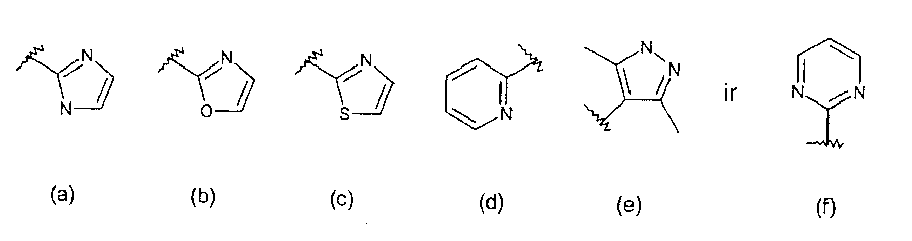 N N N N N
N O S N N ir N N
(a) (b) (c) (d) (e) (f)